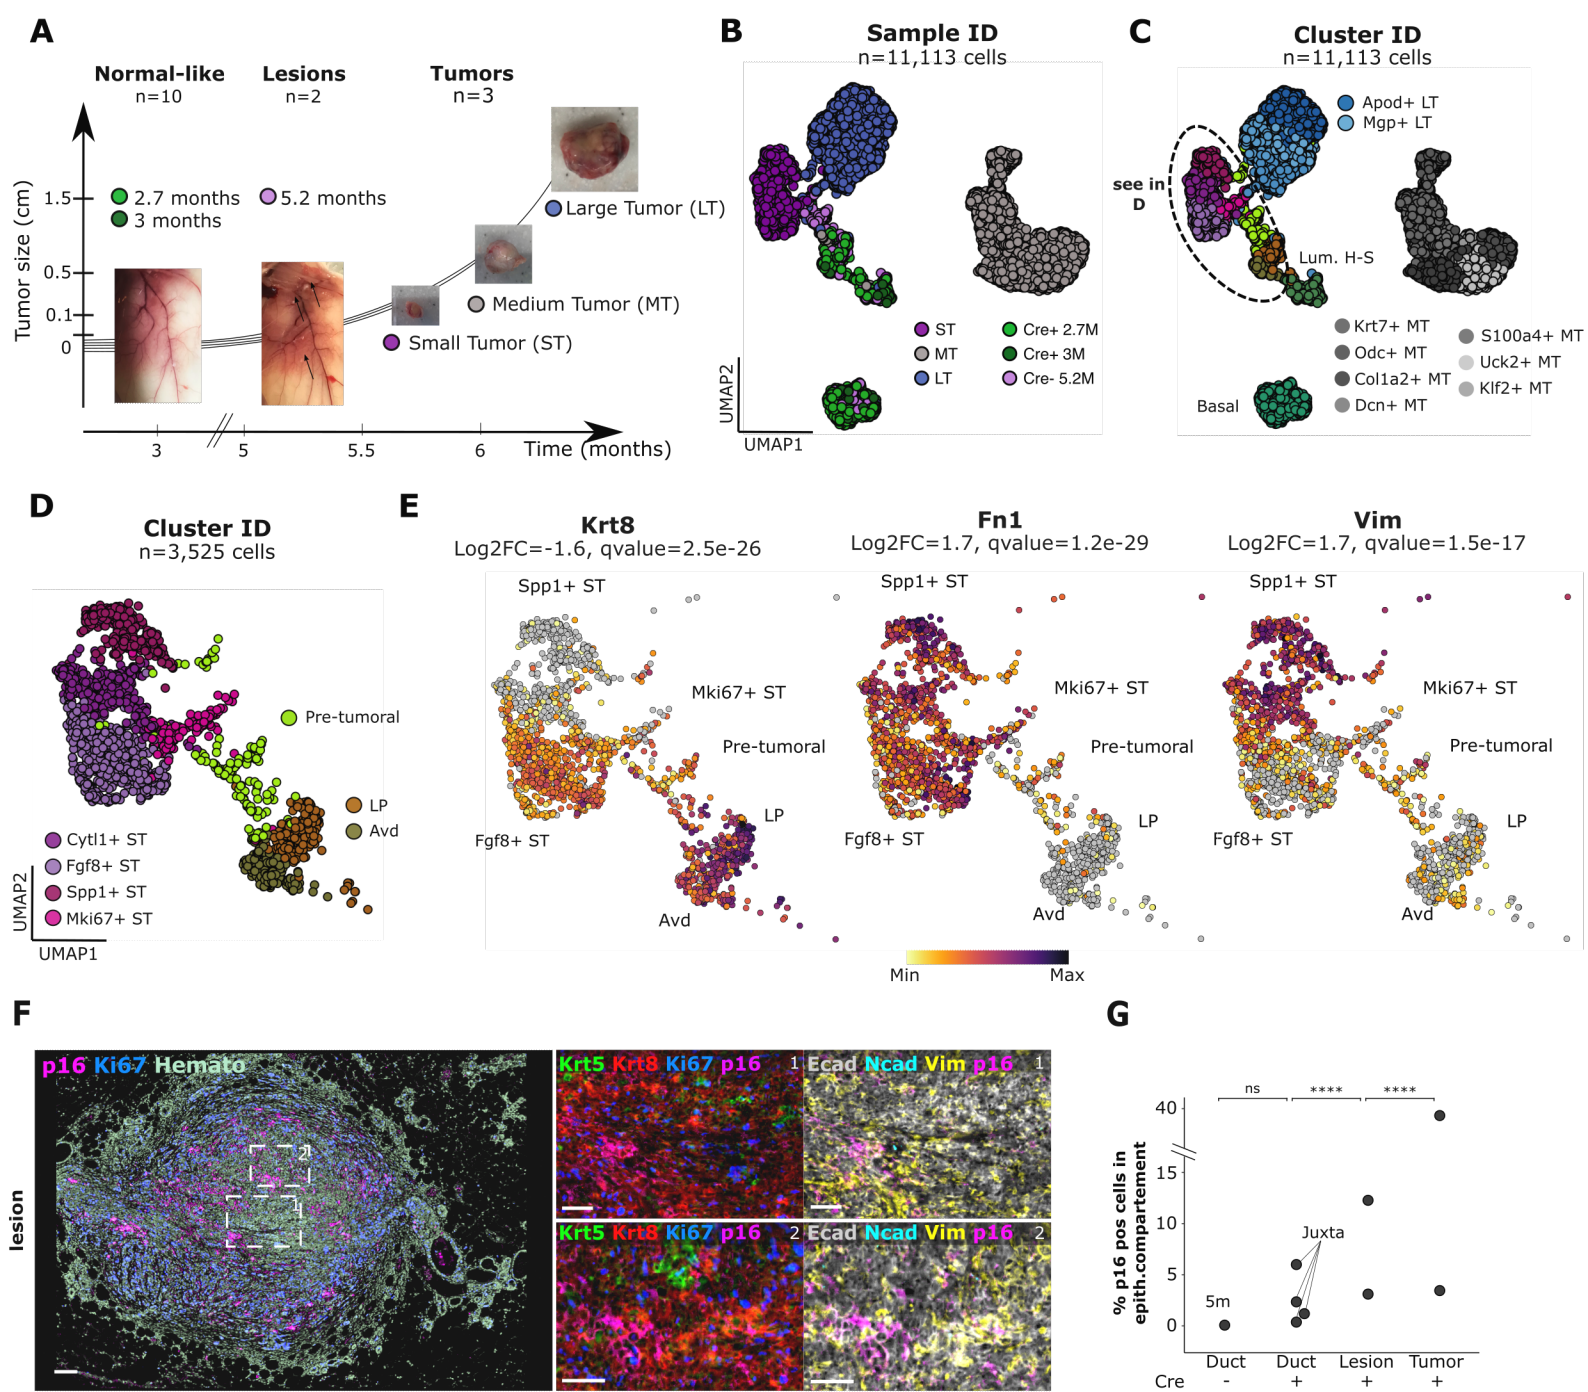 A
Normal-like
n=10
Lesions
n=2
Tumors
n=3
Tumor size (cm)
1.5
0.5
0.1
0
2.7 months
3 months
5.2 months
Large Tumor (LT)
Medium Tumor (MT)
Small Tumor (ST)
3
5
5.5
6
Time (months)
B
Sample ID
n=11,113 cells
ST
MT
LT
Cre+ 2.7M
Cre+ 3M
Cre- 5.2M
UMAP2
UMAP1
C
Cluster ID
n=11,113 cells
Apod+ LT
Mgp+ LT
see in
D
Lum. H-S
Krt7+ MT
Odc+ MT
Col1a2+ MT
Dcn+ MT
S100a4+ MT
Uck2+ MT
Klf2+ MT
Basal
D
Cluster ID
n=3,525 cells
Pre-tumoral
LP
Avd
Cytl1+ ST
Fgf8+ ST
Spp1+ ST
Mki67+ ST
UMAP2
UMAP1
E
Krt8
Log2FC=-1.6, qvalue=2.5e-26
Spp1+ ST
Mki67+ ST
Pre-tumoral
LP
Fgf8+ ST
Avd
Fn1
Log2FC=1.7, qvalue=1.2e-29
Spp1+ ST
Mki67+ ST
Pre-tumoral
LP
Fgf8+ ST
Avd
Vim
Log2FC=1.7, qvalue=1.5e-17
Spp1+ ST
Mki67+ ST
Pre-tumoral
LP
Fgf8+ ST
Avd
Min
Max
F
lesion
p16 Ki67 Hemato
2
1
Krt5 Krt8 Ki67 p16 1
Ecad Ncad Vim p16 1
Krt5 Krt8 Ki67 p16 2
Ecad Ncad Vim p16 2
G
% p16 pos cells in
epith.compartement
ns
****
****
40
15
10
5
0
Juxta
5m
Duct Duct Lesion Tumor
Cre - + + +